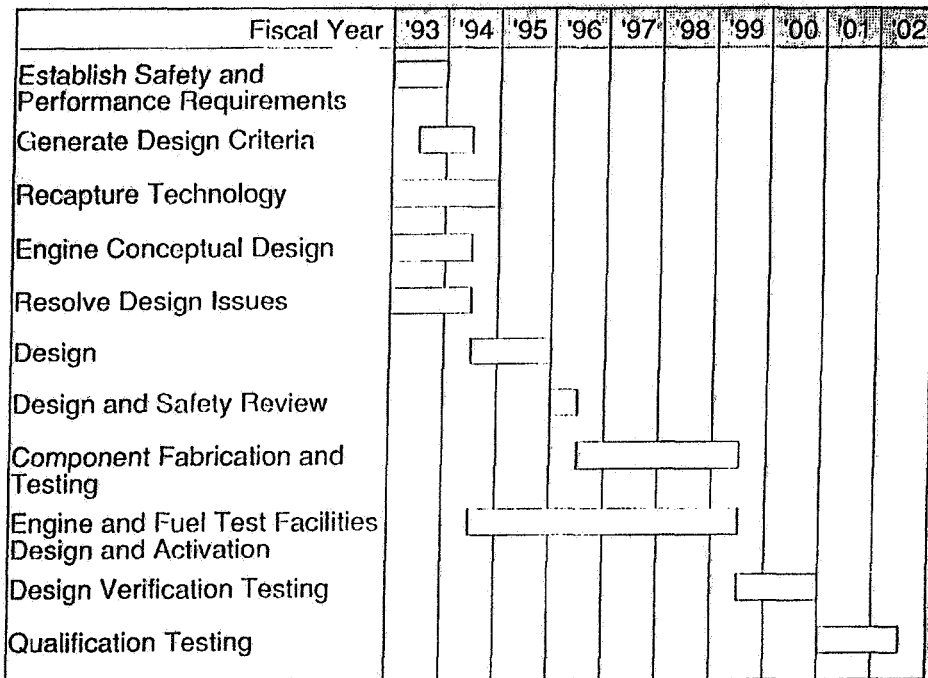 Fiscal Year '93 '94 '95 '96 '97 '98 '99 '00 '01 '02
Establish Safety and
Performance Requirements
Generate Design Criteria
Recapture Technology
Engine Conceptual Design
Resolve Design Issues
Design
Design and Safety Review
Component Fabrication and
Testing
Engine and Fuel Test Facilities
Design and Activation
Design Verification Testing
Qualification Testing